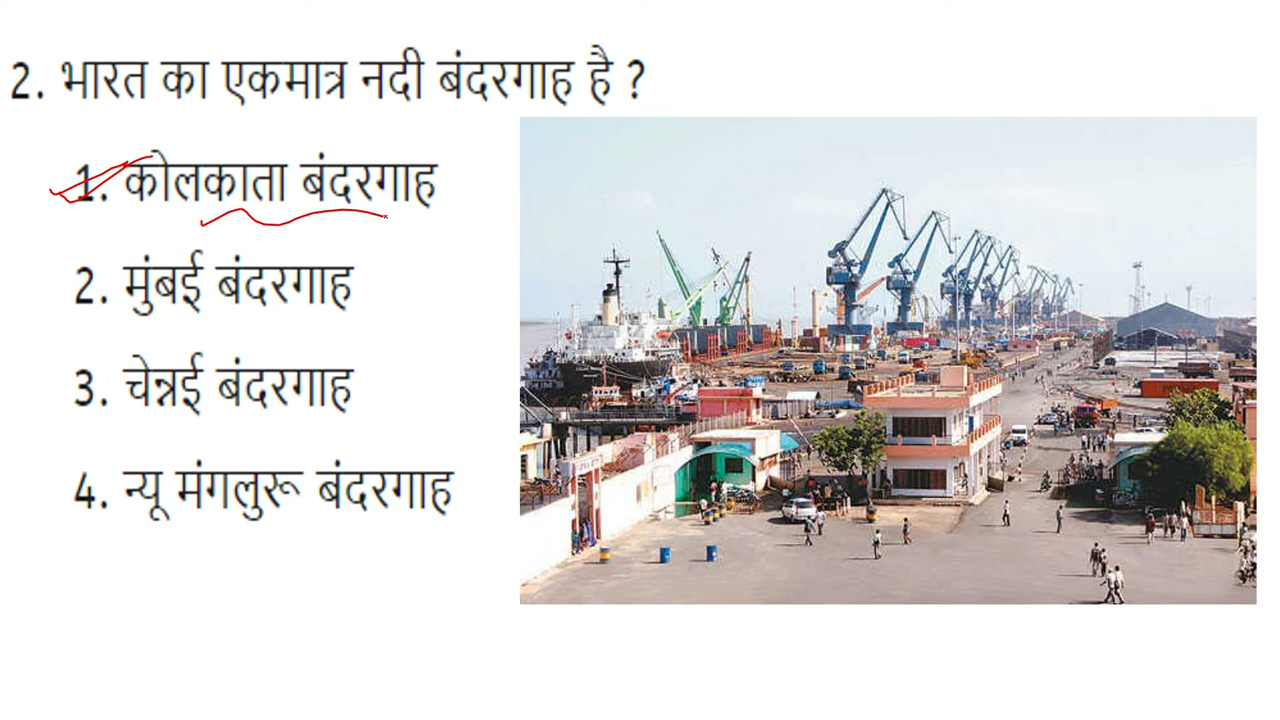 2. भारत का एकमात्र नदी बंदरगाह है ?
1. कोलकाता बंदरगाह
2. मुंबई बंदरगाह
3. चेन्नई बंदरगाह
4. न्यू मंगलुरू बंदरगाह